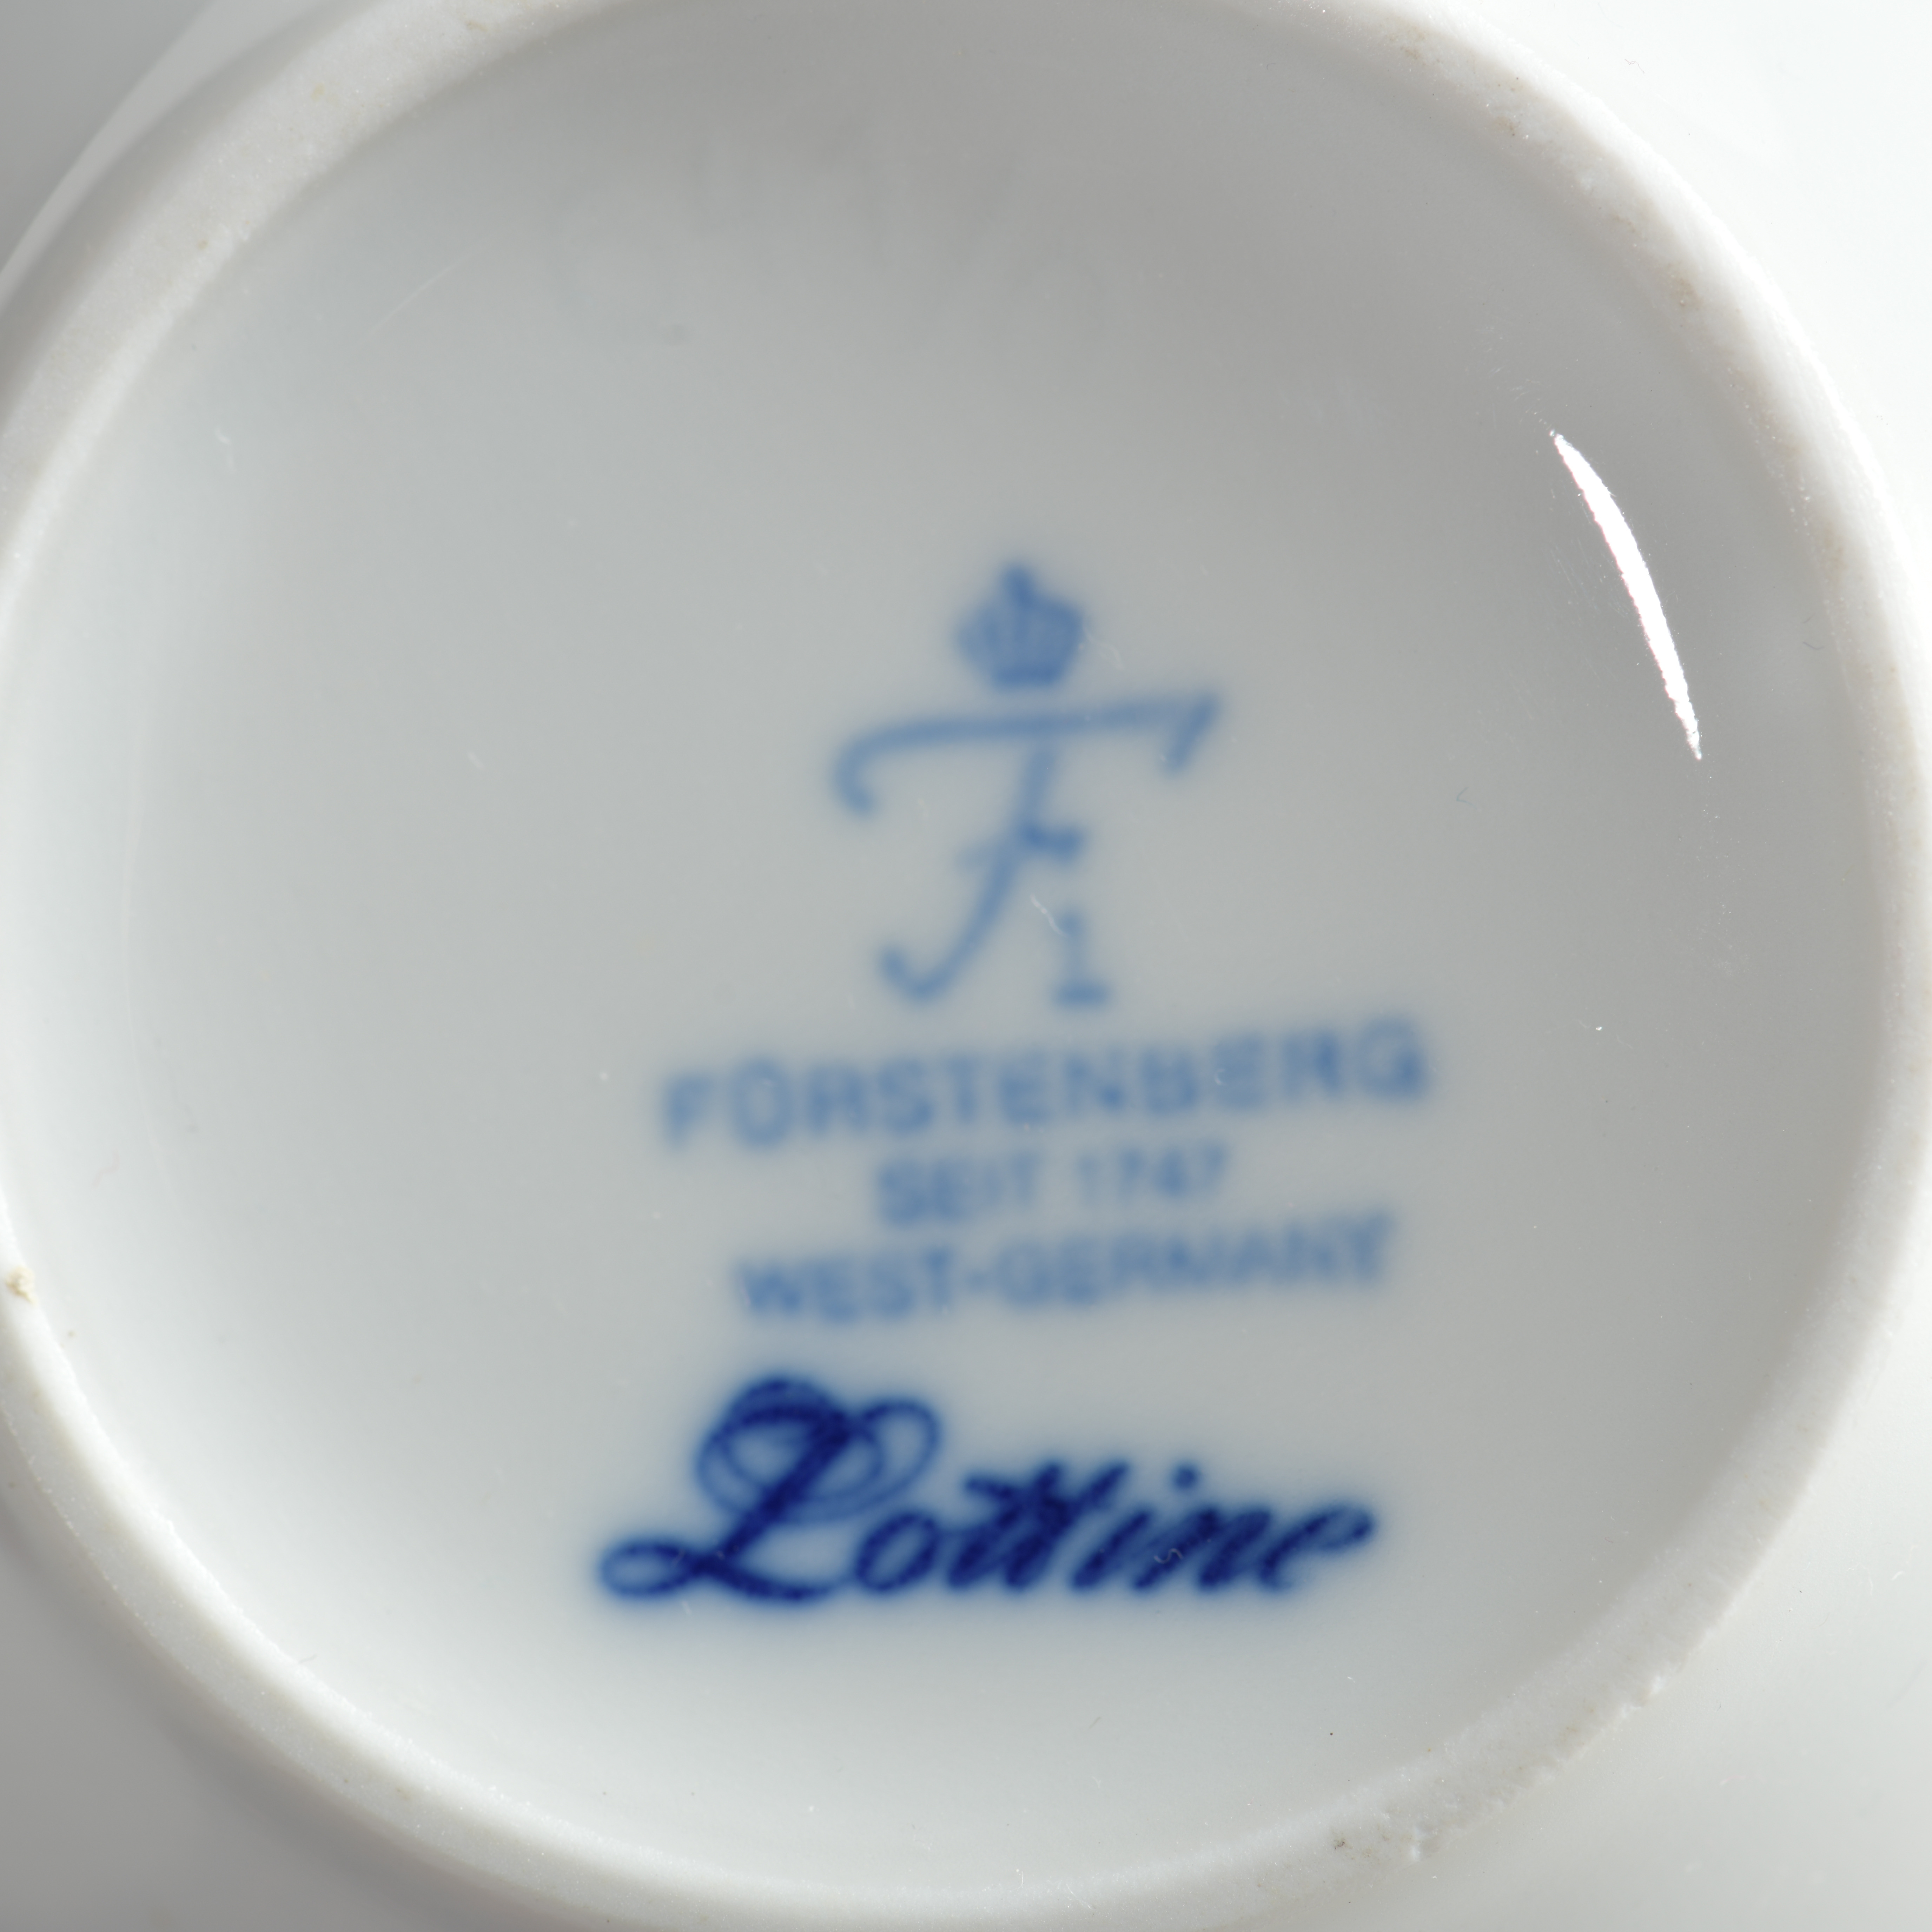 F
1
FÜRSTENBERG
SEIT 1747
WEST-GERMANY
Lottine